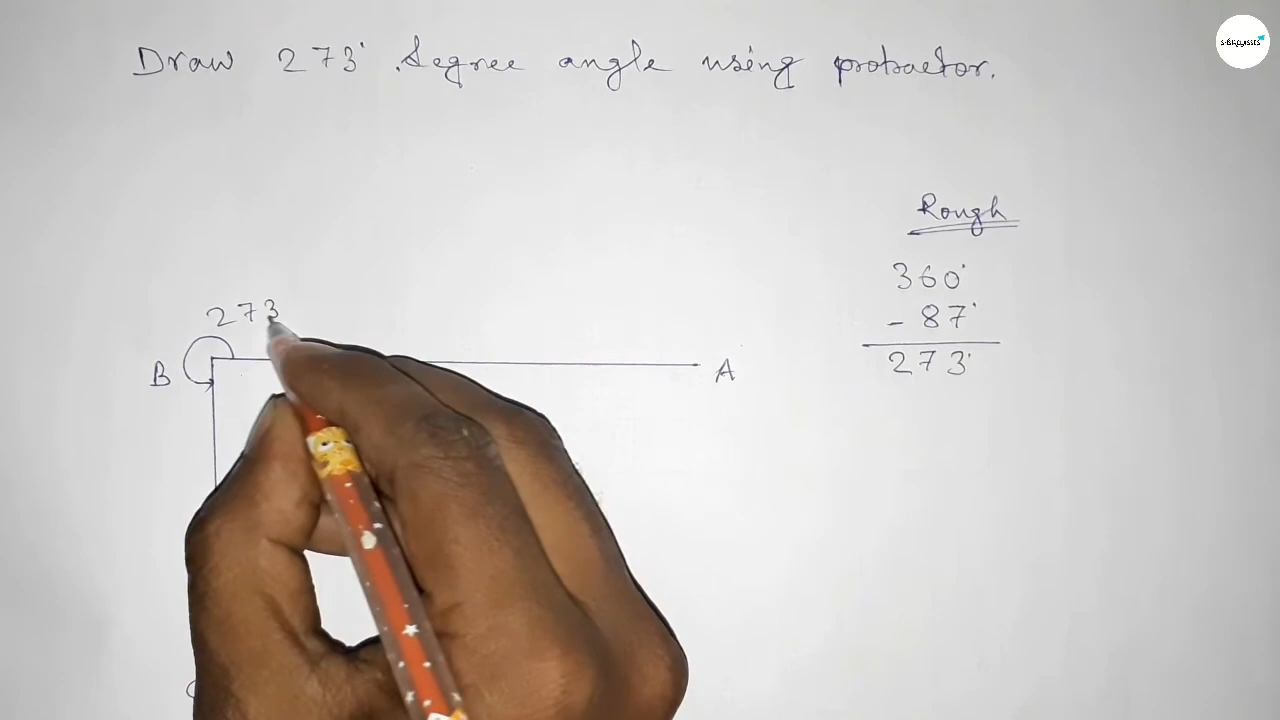 Draw 273° degree angle using protractor.
Rough
360°
- 87°
273°
273
B
A